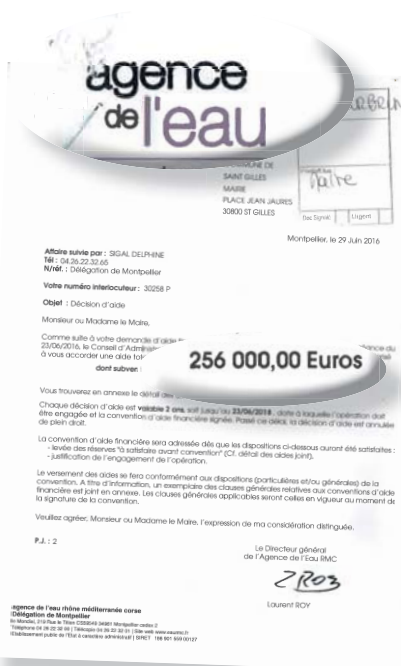 agence
de l'eau
COMMUNE DE
SAINT GILLES
MAIRIE
PLACE JEAN JAURES
30800 ST GILLES
Maire
Urgent
Montpellier, le 29 Juin 2016
Affaire suivie par : SIGAL DELPHINE
Tél : 04.26.22.32.65
N/réf. : Délégation de Montpellier
Votre numéro interlocuteur : 30258 P
Objet : Décision d'aide
Monsieur ou Madame le Maire,
Comme suite à votre demande d'aide
23/06/2016, le Conseil d'Adminis
à vous accorder une aide
256 000,00 Euros
dont subven
Vous trouverez en annexe le détail des
Chaque décision d'aide est valable 2 ans, soit jusqu'au 23/06/2018, date à laquelle l'opération doit
être engagée et la convention d'aide financière signée. Passé ce délai, la décision d'aide est annulée
de plein droit.
La convention d'aide financière sera adressée dès que les dispositions ci-dessous auront été satisfaites :
- levée des réserves "à satisfaire avant convention" (Cf. détail des aides joint),
- justification de l'engagement de l'opération.
Le versement des aides se fera conformément aux dispositions (particulières et/ou générales) de la
convention. A titre d'information, un exemplaire des clauses générales relatives aux conventions d'aide
financière est joint en annexe. Les clauses générales applicables seront celles en vigueur au moment de
la signature de la convention.
Veuillez agréer, Monsieur ou Madame le Maire, l'expression de ma considération distinguée.
P.J. : 2
Le Directeur général
de l'Agence de l'Eau RMC
Laurent ROY
agence de l'eau rhône méditerranée corse
Délégation de Montpellier